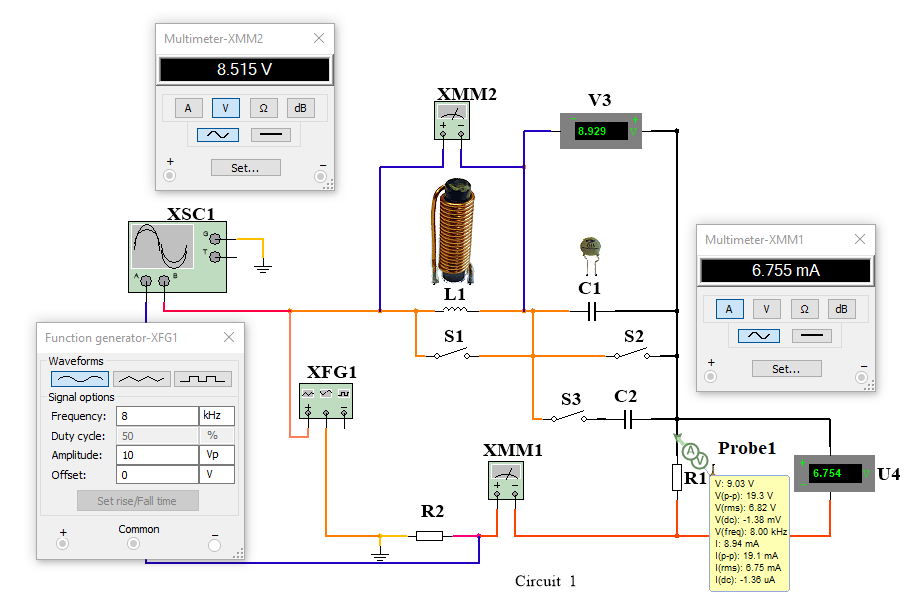 Multimeter-XMM2
8.515 V
A
V
Ω
dB
+
Set...
−
XMM2
+ −
V3
8.929
V
XSC1
G
T
A B
L1
C1
S1
S2
S3
C2
Multimeter-XMM1
6.755 mA
A
V
Ω
dB
+
Set...
−
Function generator-XFG1
Waveforms
Signal options
Frequency: 8 kHz
Duty cycle: 50 %
Amplitude: 10 Vp
Offset: 0 V
Set rise/Fall time
+
Common
−
XFG1
+ −
XMM1
+ −
R2
R1
A
V
Probe1
V: 9.03 V
V(p-p): 19.3 V
V(rms): 6.82 V
V(dc): -1.38 mV
V(freq): 8.00 kHz
I: 8.94 mA
I(p-p): 19.1 mA
I(rms): 6.75 mA
I(dc): -1.36 uA
6.754
U4
Circuit 1